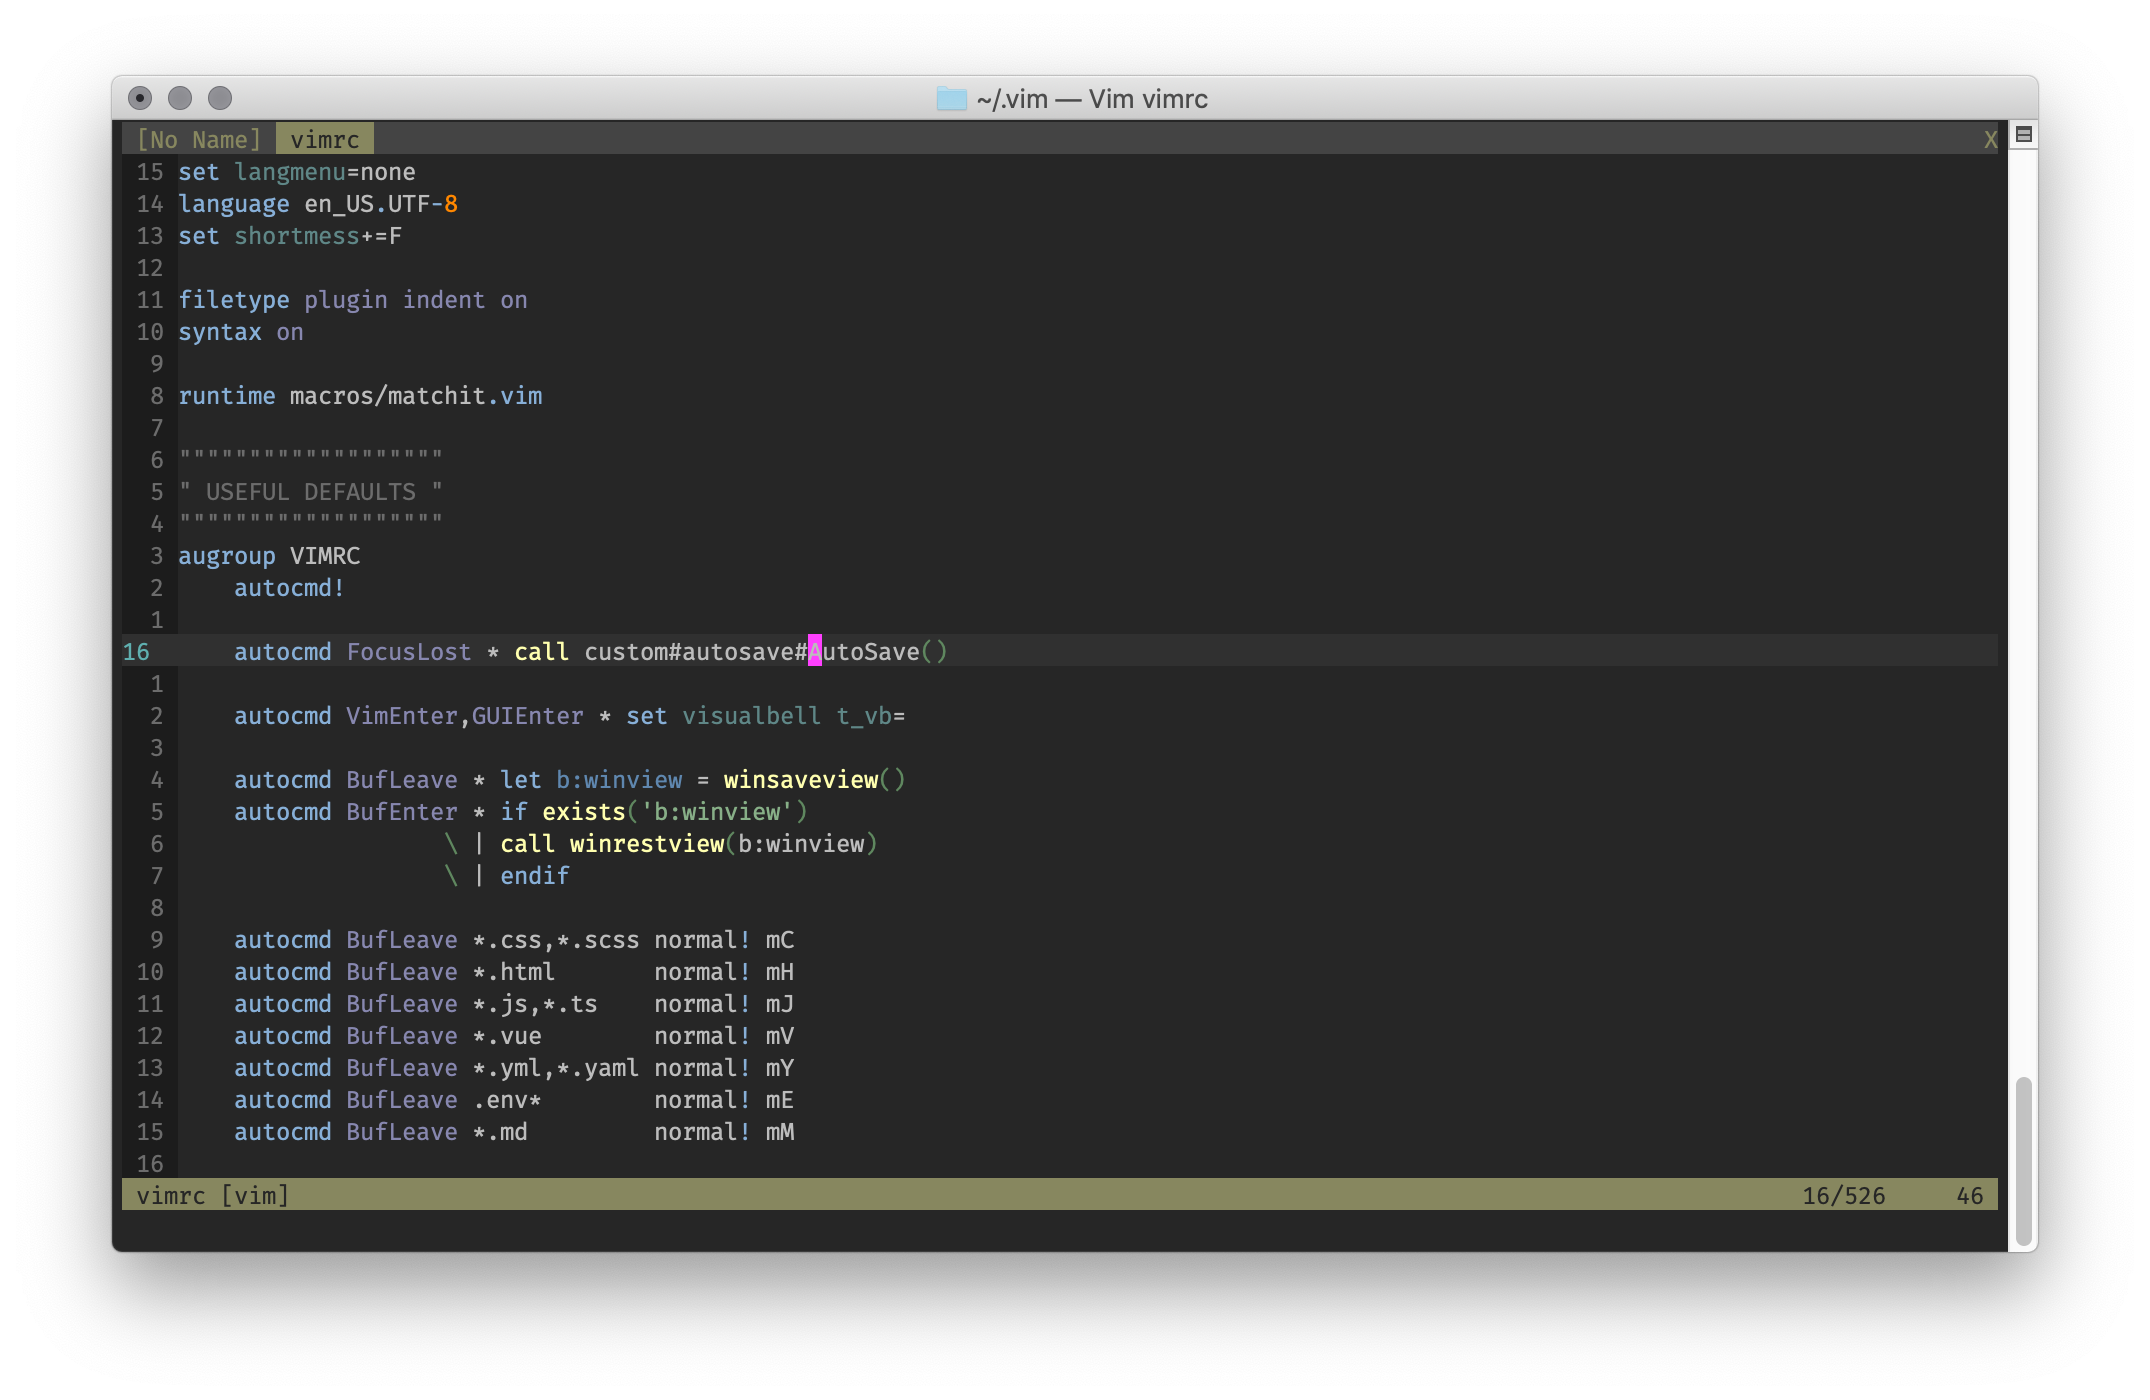 ~/.vim — Vim vimrc
[No Name] vimrc X
15 set langmenu=none
14 language en_US.UTF-8
13 set shortmess+=F
12
11 filetype plugin indent on
10 syntax on
9
8 runtime macros/matchit.vim
7
6 """""""""""""""""""
5 " USEFUL DEFAULTS "
4 """""""""""""""""""
3 augroup VIMRC
2     autocmd!
1
16     autocmd FocusLost * call custom#autosave#AutoSave()
1
2     autocmd VimEnter,GUIEnter * set visualbell t_vb=
3
4     autocmd BufLeave * let b:winview = winsaveview()
5     autocmd BufEnter * if exists('b:winview')
6                    \ | call winrestview(b:winview)
7                    \ | endif
8
9     autocmd BufLeave *.css,*.scss normal! mC
10     autocmd BufLeave *.html       normal! mH
11     autocmd BufLeave *.js,*.ts    normal! mJ
12     autocmd BufLeave *.vue        normal! mV
13     autocmd BufLeave *.yml,*.yaml normal! mY
14     autocmd BufLeave .env*        normal! mE
15     autocmd BufLeave *.md         normal! mM
16
vimrc [vim] 16/526 46